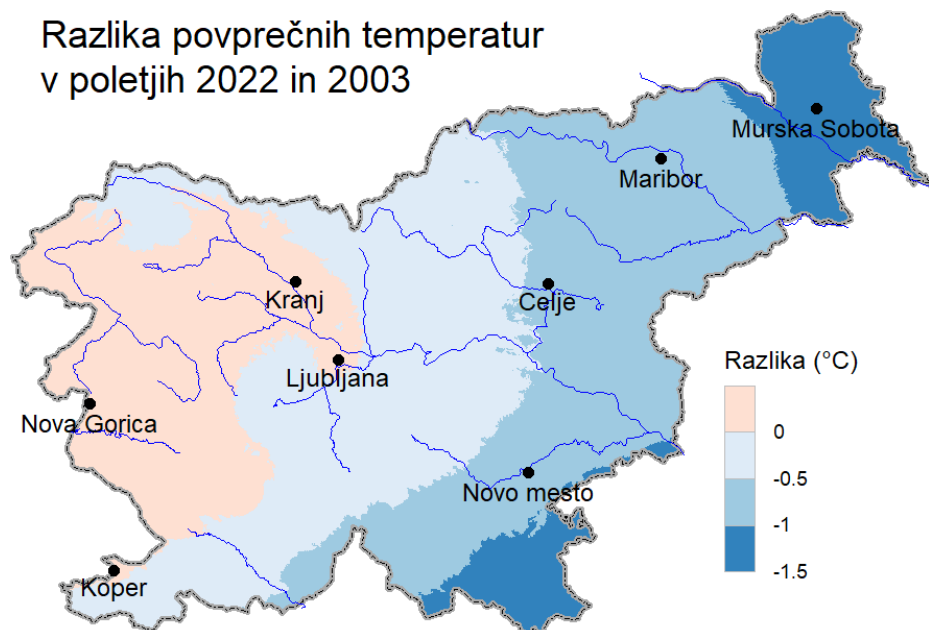 Razlika povprečnih temperatur
v poletjih 2022 in 2003
Murska Sobota
Maribor
Kranj
Celje
Ljubljana
Nova Gorica
Novo mesto
Koper
Razlika (°C)
0
-0.5
-1
-1.5